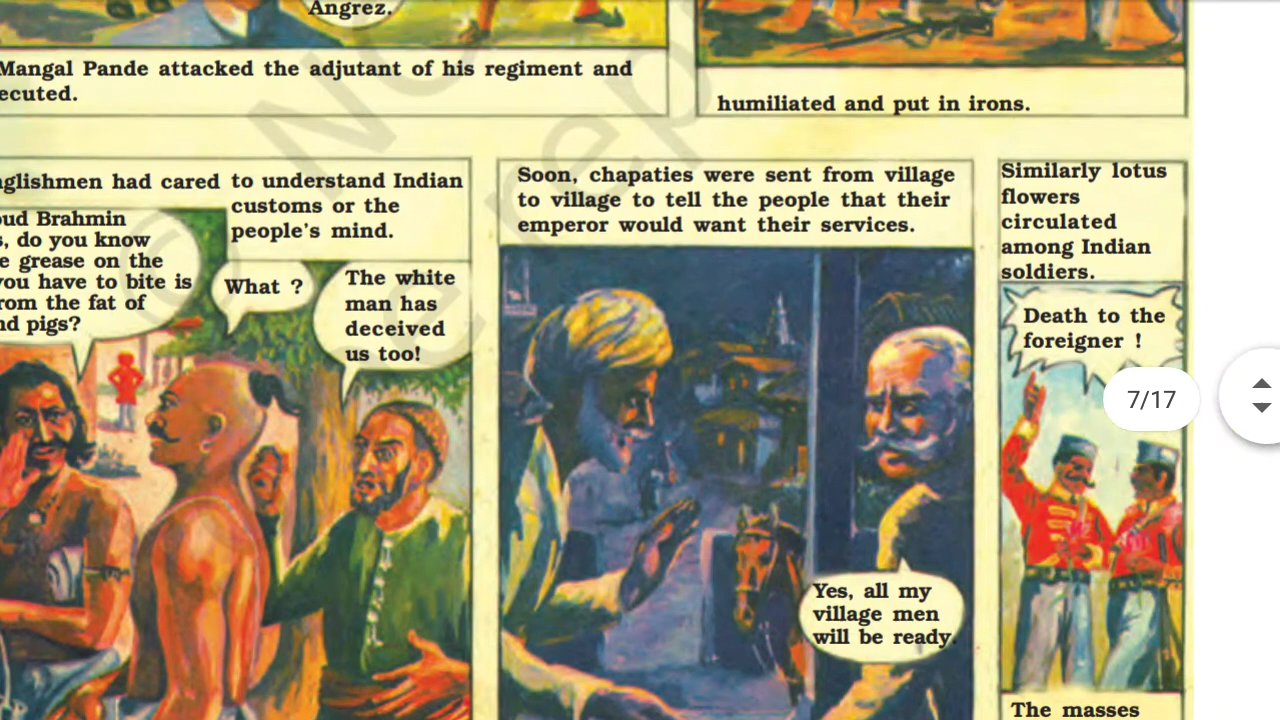 Angrez.
Mangal Pande attacked the adjutant of his regiment and
ecuted.
humiliated and put in irons.
glishmen had cared to understand Indian
customs or the
people's mind.
oud Brahmin
s, do you know
e grease on the
you have to bite is
rom the fat of
nd pigs?
What ?
The white
man has
deceived
us too!
Soon, chapaties were sent from village
to village to tell the people that their
emperor would want their services.
Yes, all my
village men
will be ready.
Similarly lotus
flowers
circulated
among Indian
soldiers.
Death to the
foreigner !
7/17
The masses